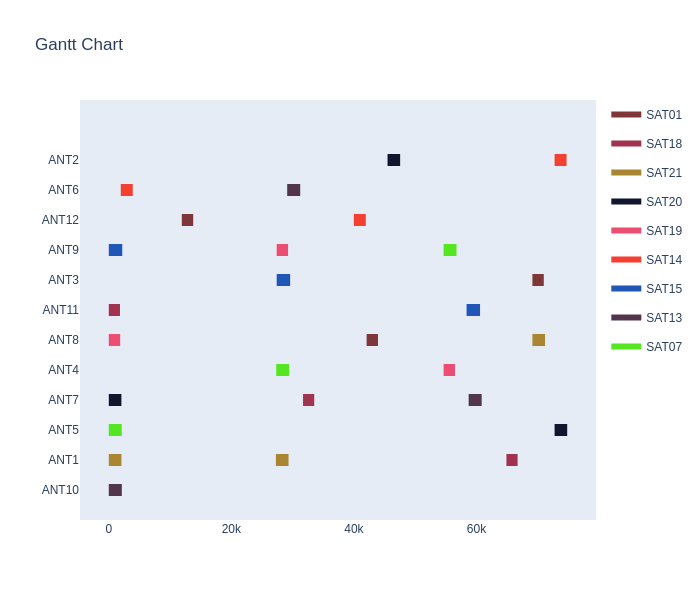 Gantt Chart
ANT2
ANT6
ANT12
ANT9
ANT3
ANT11
ANT8
ANT4
ANT7
ANT5
ANT1
ANT10
0 20k 40k 60k
SAT01
SAT18
SAT21
SAT20
SAT19
SAT14
SAT15
SAT13
SAT07